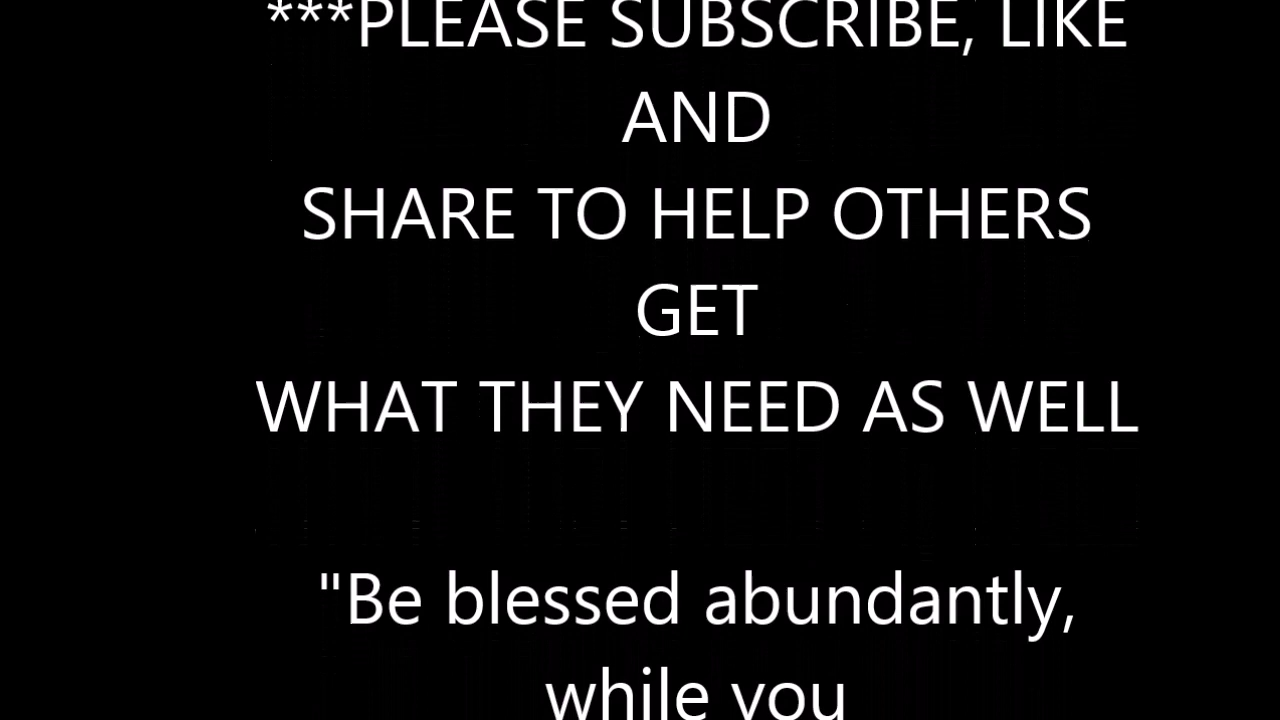 ***PLEASE SUBSCRIBE, LIKE
AND
SHARE TO HELP OTHERS
GET
WHAT THEY NEED AS WELL
"Be blessed abundantly,
while you